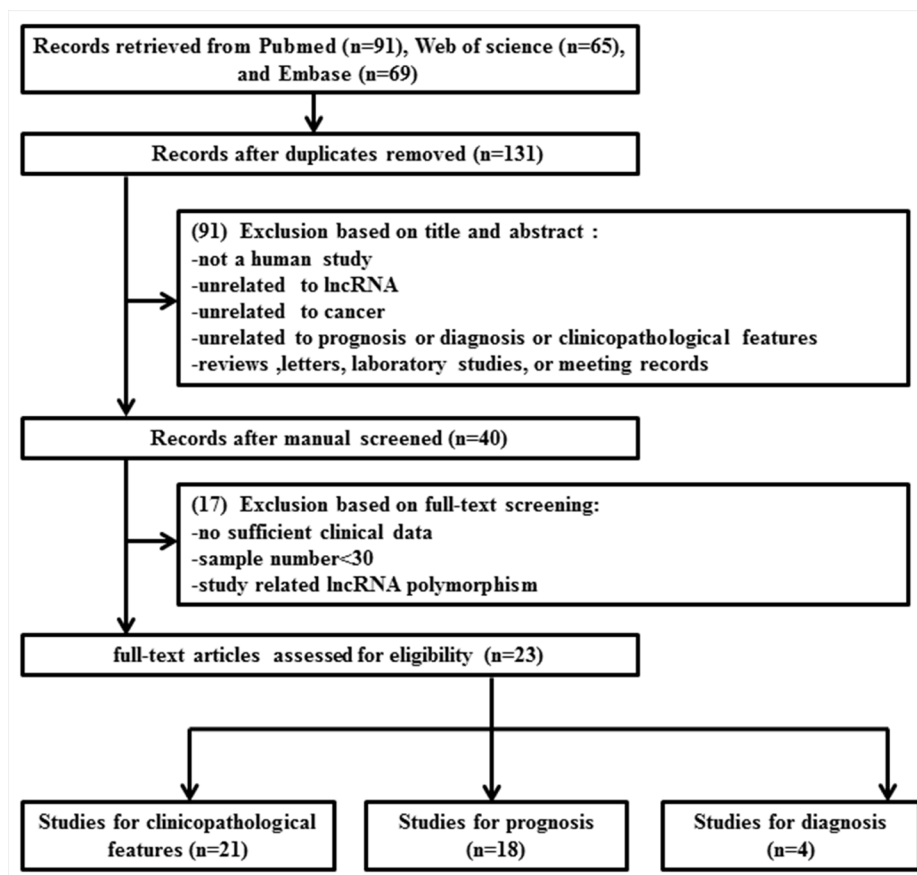 Records retrieved from Pubmed (n=91), Web of science (n=65),
and Embase (n=69)
Records after duplicates removed (n=131)
(91) Exclusion based on title and abstract :
-not a human study
-unrelated to lncRNA
-unrelated to cancer
-unrelated to prognosis or diagnosis or clinicopathological features
-reviews ,letters, laboratory studies, or meeting records
Records after manual screened (n=40)
(17) Exclusion based on full-text screening:
-no sufficient clinical data
-sample number<30
-study related lncRNA polymorphism
full-text articles assessed for eligibility (n=23)
Studies for clinicopathological
features (n=21)
Studies for prognosis
(n=18)
Studies for diagnosis
(n=4)